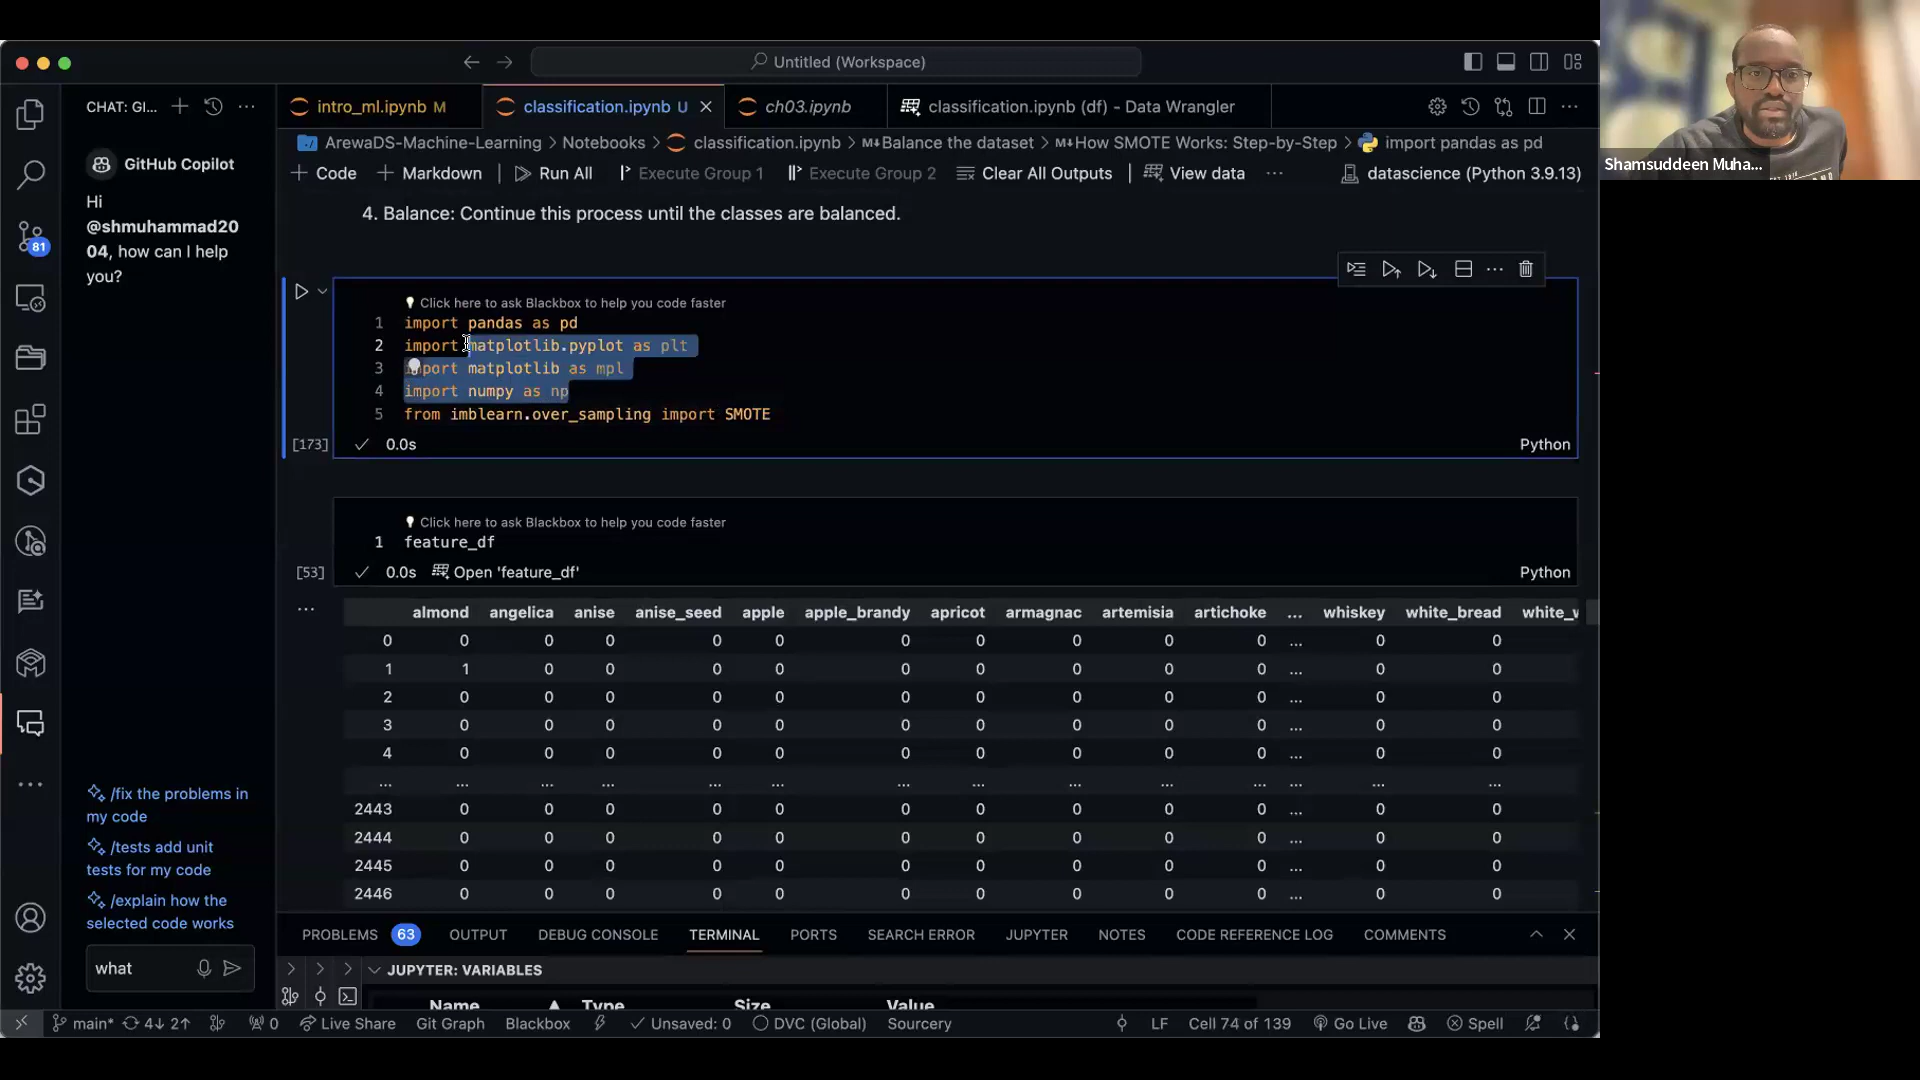 Untitled (Workspace)
CHAT: GI...
intro_ml.ipynb M
classification.ipynb U
ch03.ipynb
classification.ipynb (df) - Data Wrangler
ArewaDS-Machine-Learning > Notebooks > classification.ipynb > Balance the dataset > How SMOTE Works: Step-by-Step > import pandas as pd
+ Code + Markdown Run All Execute Group 1 Execute Group 2 Clear All Outputs View data ... datascience (Python 3.9.13)
GitHub Copilot
Hi
@shmuhammad20
04, how can I help
you?
/fix the problems in
my code
/tests add unit
tests for my code
/explain how the
selected code works
what
81
4. Balance: Continue this process until the classes are balanced.
Click here to ask Blackbox to help you code faster
1 import pandas as pd
2 import matplotlib.pyplot as plt
3 import matplotlib as mpl
4 import numpy as np
5 from imblearn.over_sampling import SMOTE
[173] 0.0s Python
Click here to ask Blackbox to help you code faster
1 feature_df
[53] 0.0s Open 'feature_df' Python
almond angelica anise anise_seed apple apple_brandy apricot armagnac artemisia artichoke ... whiskey white_bread
0 0 0 0 0 0 0 0 0 0 0 ... 0 0
1 1 0 0 0 0 0 0 0 0 0 ... 0 0
2 0 0 0 0 0 0 0 0 0 0 ... 0 0
3 0 0 0 0 0 0 0 0 0 0 ... 0 0
4 0 0 0 0 0 0 0 0 0 0 ... 0 0
... ... ... ... ... ... ... ... ... ... ... ... ... ...
2443 0 0 0 0 0 0 0 0 0 0 ... 0 0
2444 0 0 0 0 0 0 0 0 0 0 ... 0 0
2445 0 0 0 0 0 0 0 0 0 0 ... 0 0
2446 0 0 0 0 0 0 0 0 0 0 ... 0 0
PROBLEMS 63 OUTPUT DEBUG CONSOLE TERMINAL PORTS SEARCH ERROR JUPYTER NOTES CODE REFERENCE LOG COMMENTS
JUPYTER: VARIABLES
Name Type Size Value
main* 4↓ 2↑ 0 Live Share Git Graph Blackbox Unsaved: 0 DVC (Global) Sourcery LF Cell 74 of 139 Go Live Spell
Shamsuddeen Muha...